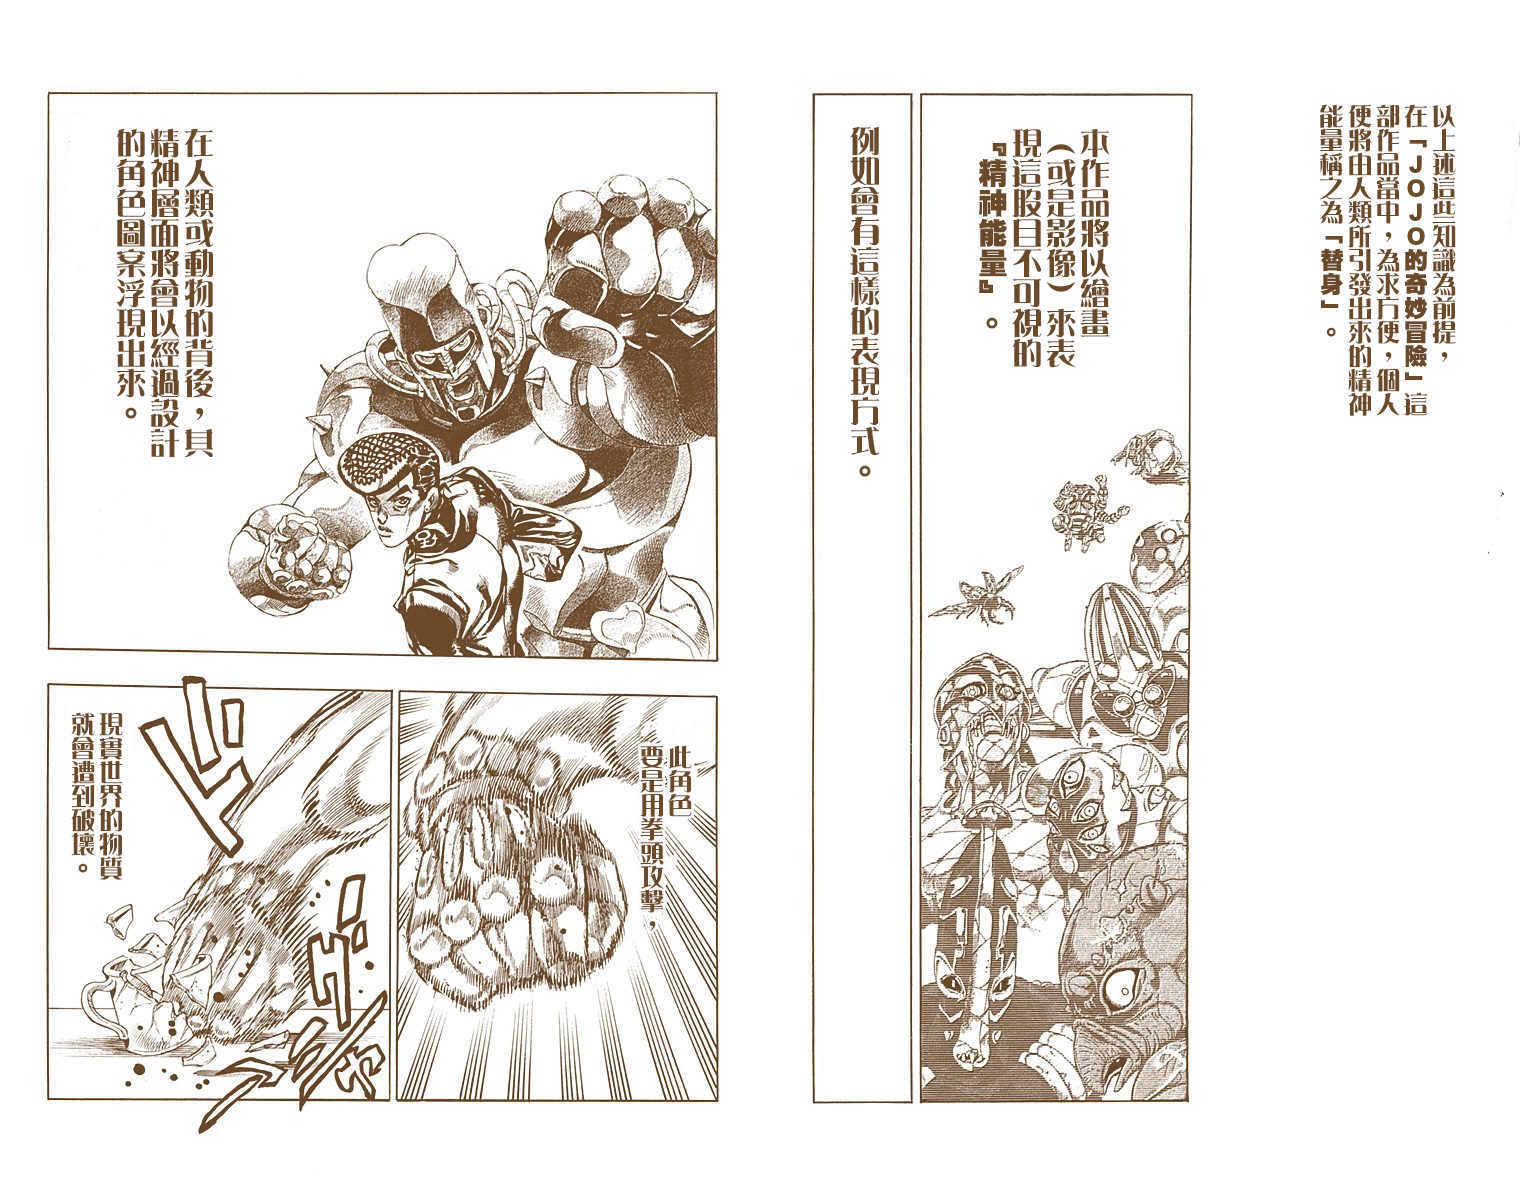 以上述這些知識為前提，
在「ＪＯＪＯ的奇妙冒險」這
部作品當中，為求方便，個人
便將由人類所引發出來的精神
能量稱之為「替身」。
本作品將以繪畫
（或是影像）來表
現這股目不可視的
『精神能量』。
例如會有這樣的表現方式。
在人類或動物的背後，其
精神層面將會以經過設計
的角色圖案浮現出來。
此角色
要是用拳頭攻擊，
現實世界的物質
就會遭到破壞。